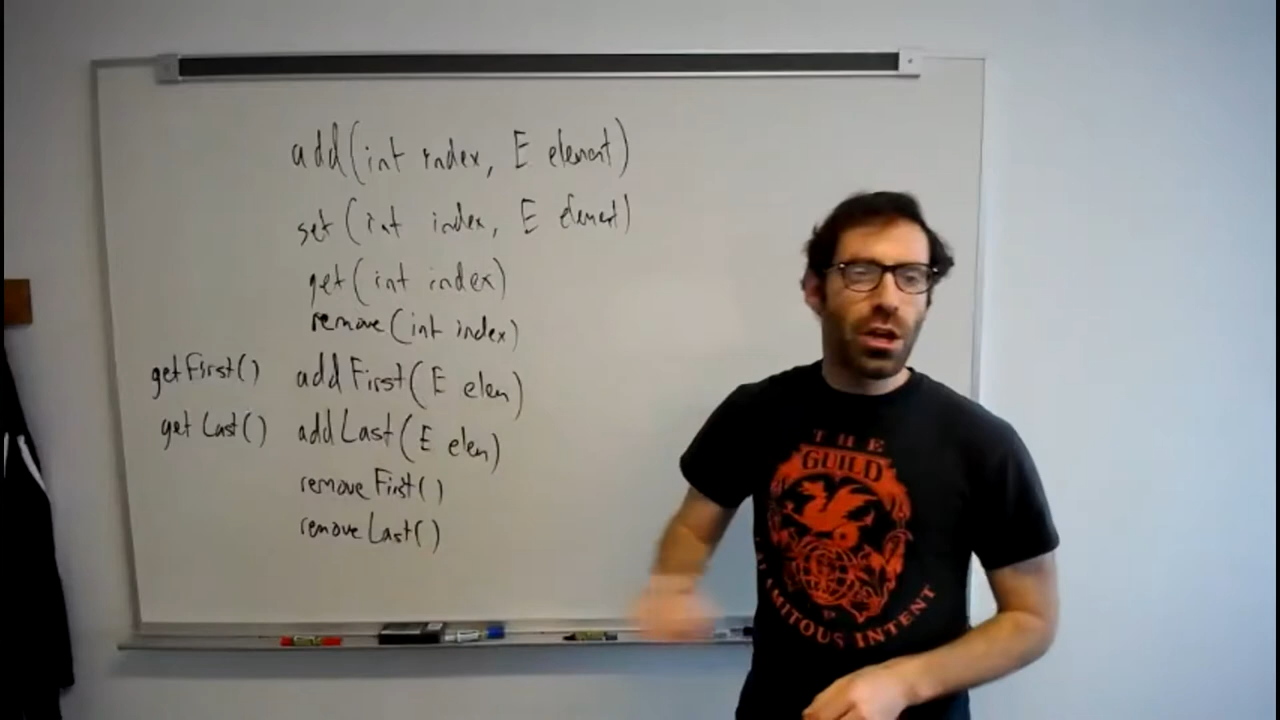 add(int index, E element)
set(int index, E element)
get(int index)
remove(int index)
getFirst() addFirst(E elem)
getLast() addLast(E elem)
removeFirst()
removeLast()
THE
GUILD
CALAMITOUS INTENT